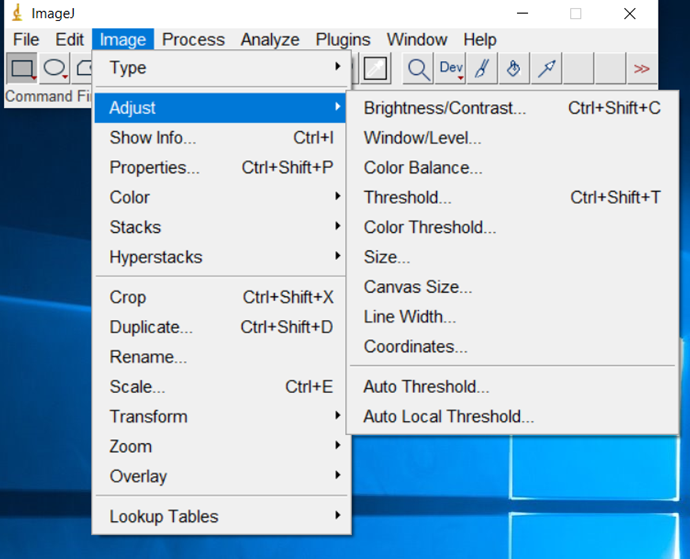 ImageJ
File Edit Image Process Analyze Plugins Window Help
Dev
>>
Command Fi
Type
Adjust
Show Info... Ctrl+I
Properties... Ctrl+Shift+P
Color
Stacks
Hyperstacks
Crop Ctrl+Shift+X
Duplicate... Ctrl+Shift+D
Rename...
Scale... Ctrl+E
Transform
Zoom
Overlay
Lookup Tables
Brightness/Contrast... Ctrl+Shift+C
Window/Level...
Color Balance...
Threshold... Ctrl+Shift+T
Color Threshold...
Size...
Canvas Size...
Line Width...
Coordinates...
Auto Threshold...
Auto Local Threshold...